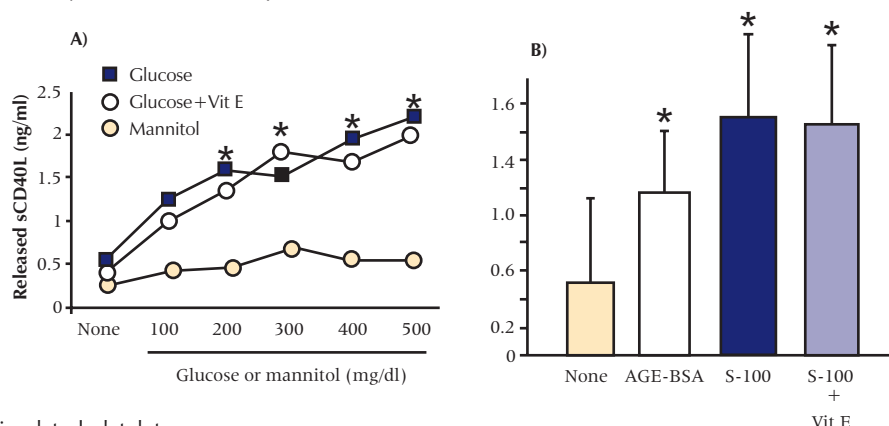 A)
Glucose
Glucose+Vit E
Mannitol
Released sCD40L (ng/ml)
2.5
2
1.5
1
0.5
0
* * * *
None 100 200 300 400 500
Glucose or mannitol (mg/dl)
B)
1.6
1.4
1.0
0.6
0.2
0
* * *
None AGE-BSA S-100 S-100
+
Vit E